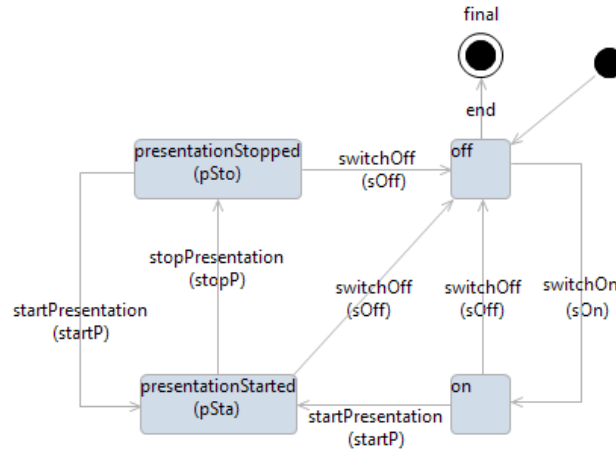 final
end
presentationStopped
(pSto)
switchOff
(sOff)
off
stopPresentation
(stopP)
startPresentation
(startP)
switchOff
(sOff)
switchOff
(sOff)
switchOn
(sOn)
presentationStarted
(pSta)
on
startPresentation
(startP)